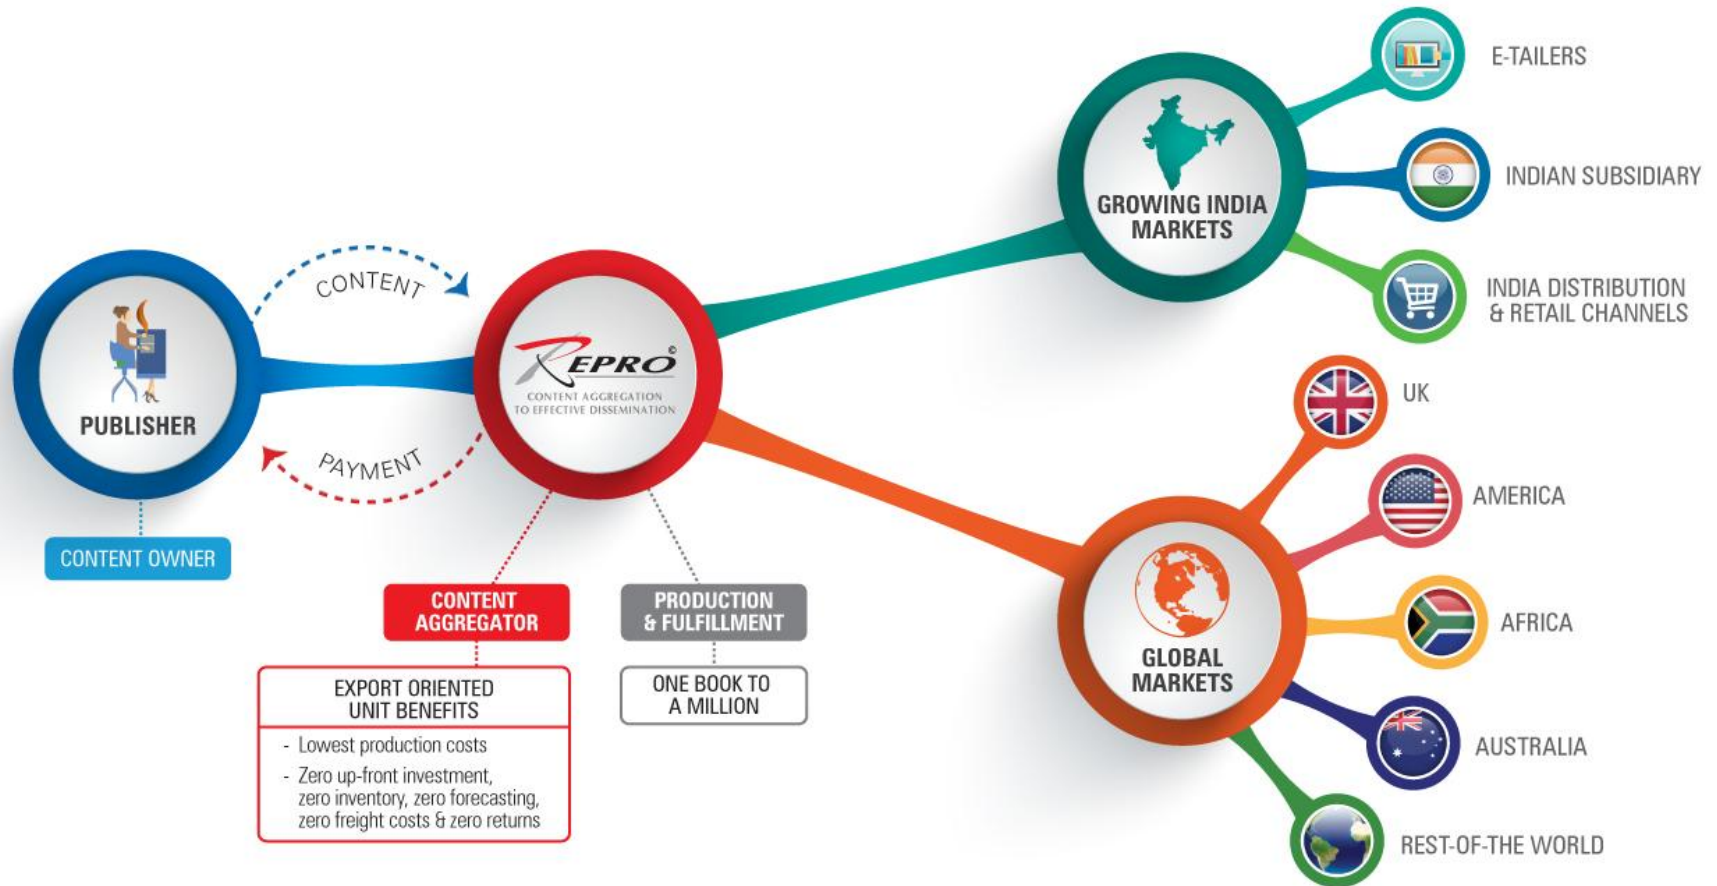 PUBLISHER
CONTENT OWNER
CONTENT
PAYMENT
REPRO©
CONTENT AGGREGATION
TO EFFECTIVE DISSEMINATION
CONTENT
AGGREGATOR
EXPORT ORIENTED
UNIT BENEFITS
- Lowest production costs
- Zero up-front investment,
zero inventory, zero forecasting,
zero freight costs & zero returns
PRODUCTION
& FULFILLMENT
ONE BOOK TO
A MILLION
GROWING INDIA
MARKETS
E-TAILERS
INDIAN SUBSIDIARY
INDIA DISTRIBUTION
& RETAIL CHANNELS
GLOBAL
MARKETS
UK
AMERICA
AFRICA
AUSTRALIA
REST-OF-THE WORLD